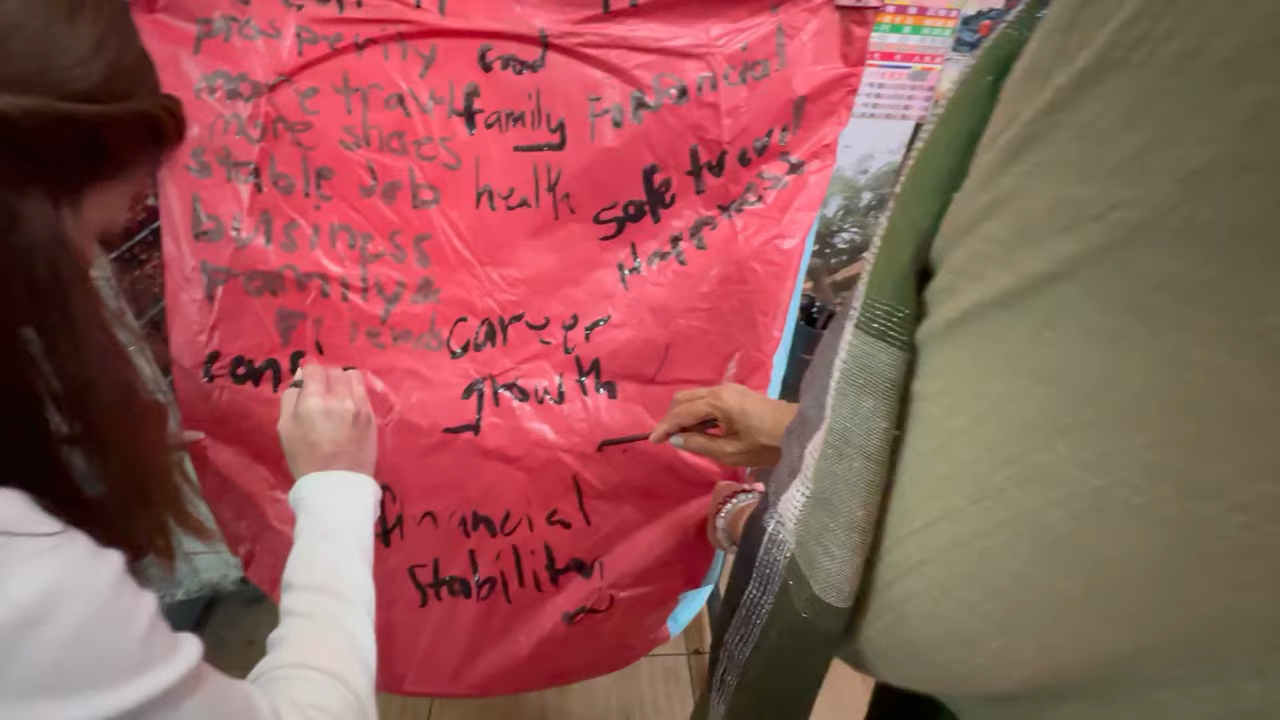 prosperity
more travel
more shoes
stable Job
business
family &
Friends
good
family
health
Financial
safe travel
Happiness
career
growth
financial
stability